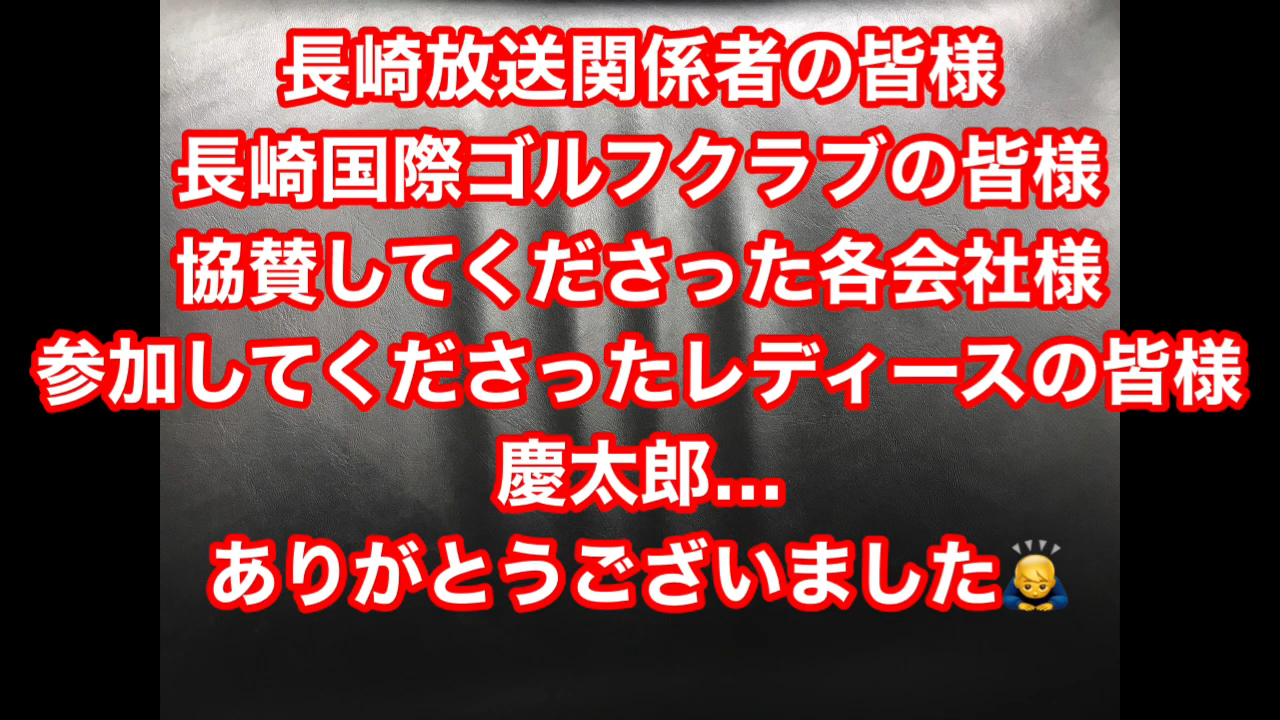 長崎放送関係者の皆様
長崎国際ゴルフクラブの皆様
協賛してくださった各会社様
参加してくださったレディースの皆様
慶太郎...
ありがとうございました🙇